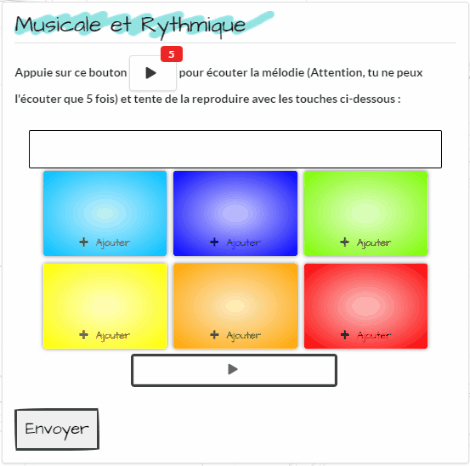 Musicale et Rythmique
5
Appuie sur ce bouton pour écouter la mélodie (Attention, tu ne peux
l'écouter que 5 fois) et tente de la reproduire avec les touches ci-dessous :
+ Ajouter + Ajouter + Ajouter
+ Ajouter + Ajouter + Ajouter
Envoyer